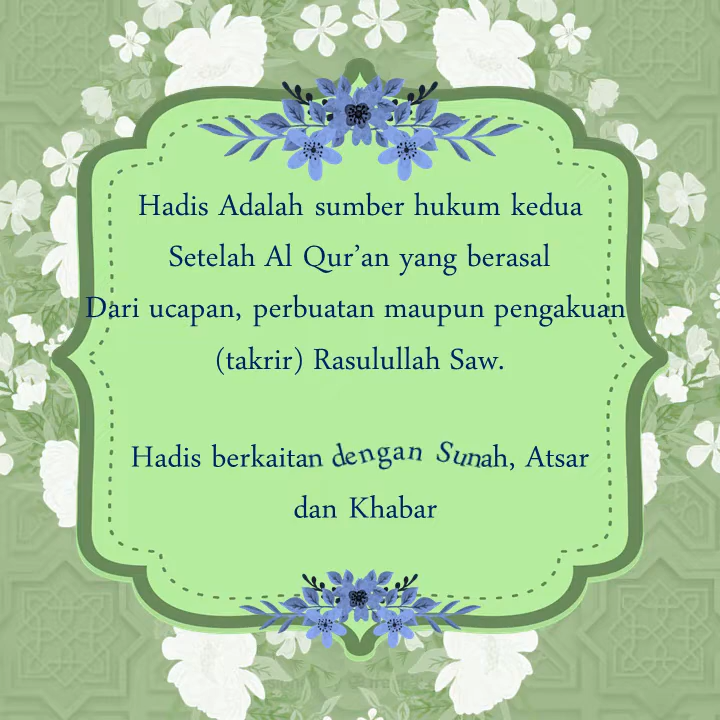 Hadis Adalah sumber hukum kedua
Setelah Al Qur’an yang berasal
Dari ucapan, perbuatan maupun pengakuan
(takrir) Rasulullah Saw.
Hadis berkaitan dengan Sunah, Atsar
dan Khabar